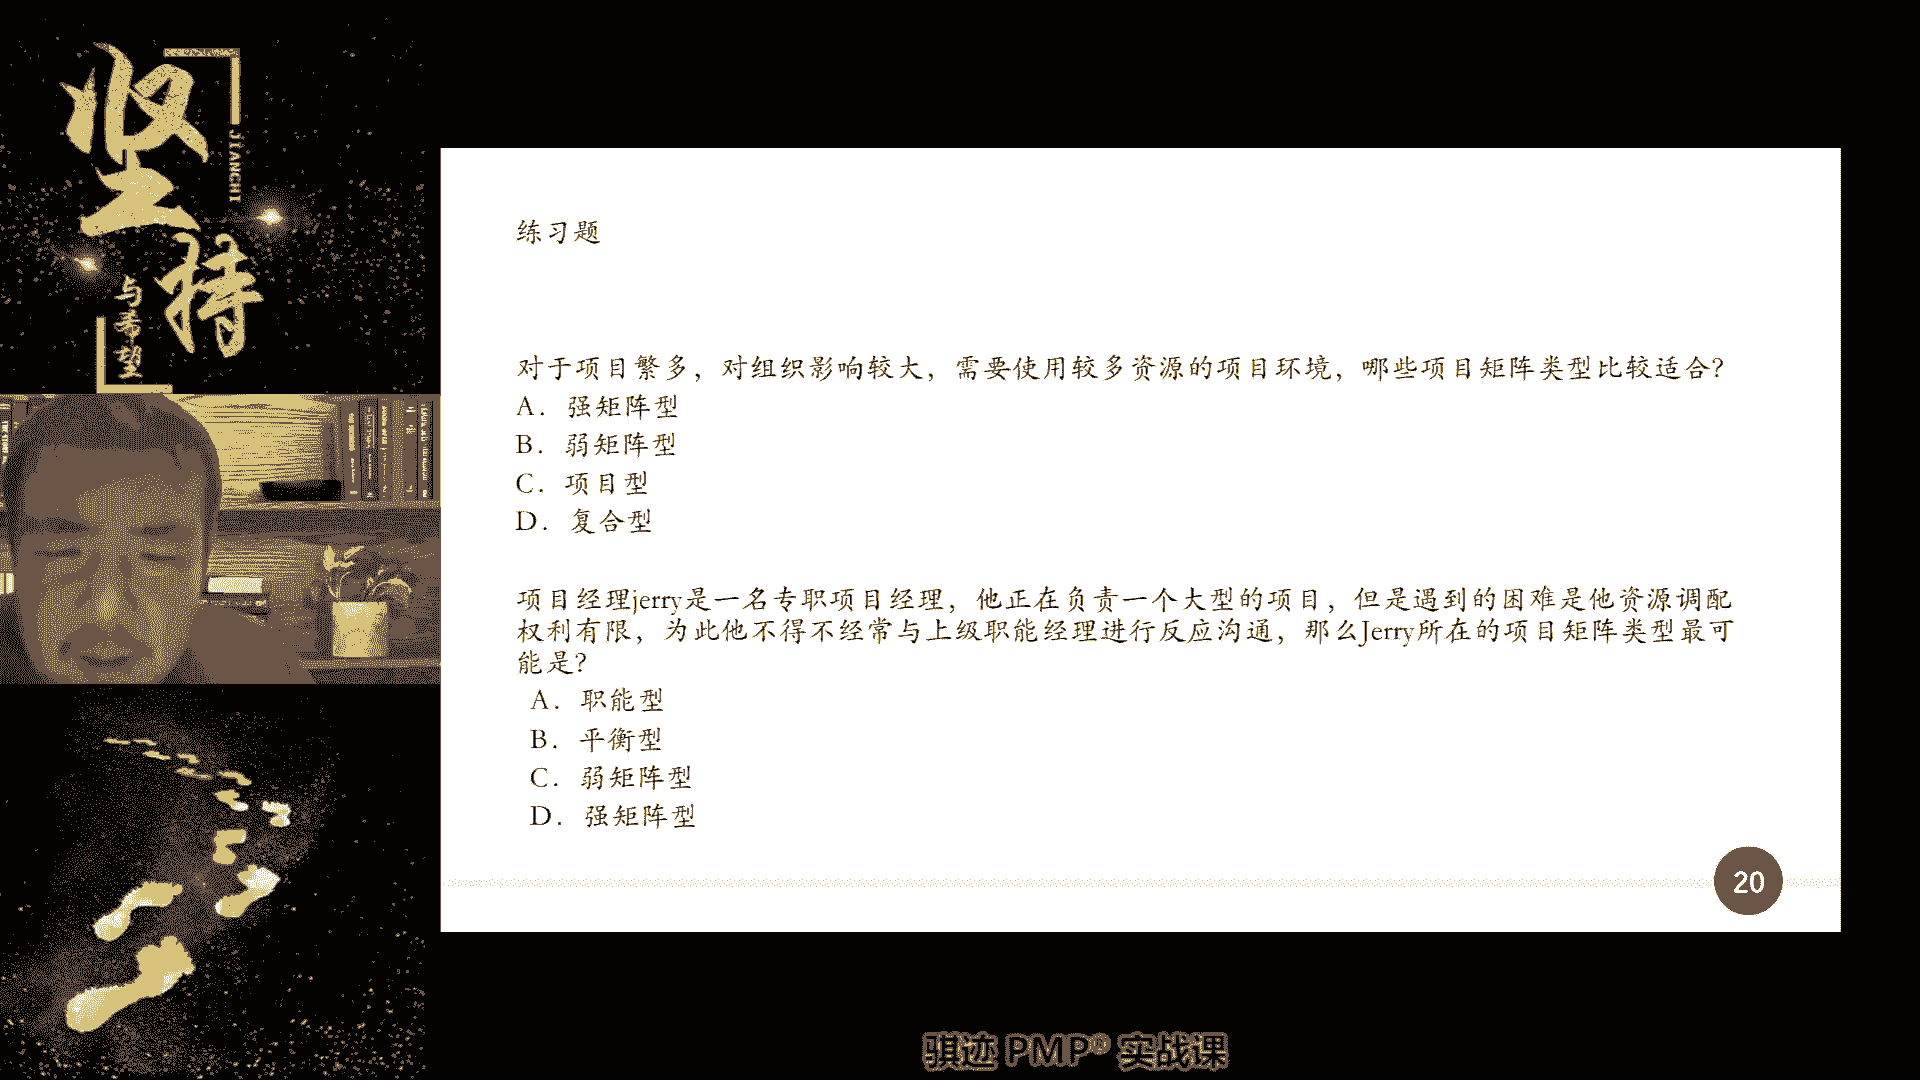 坚持
JIANCHI
与希望
练习题
对于项目繁多，对组织影响较大，需要使用较多资源的项目环境，哪些项目矩阵类型比较适合？
A．强矩阵型
B．弱矩阵型
C．项目型
D．复合型
项目经理jerry是一名专职项目经理，他正在负责一个大型的项目，但是遇到的困难是他资源调配
权利有限，为此他不得不经常与上级职能经理进行反应沟通，那么Jerry所在的项目矩阵类型最可
能是？
A．职能型
B．平衡型
C．弱矩阵型
D．强矩阵型
20
骐迹 PMP® 实战课